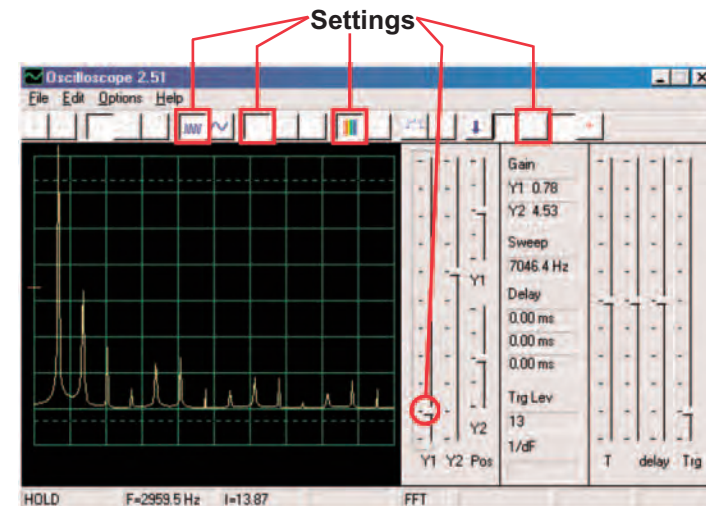 Settings
Oscilloscope 2.51
File Edit Options Help
Gain
Y1 0.78
Y2 4.53
Sweep
7046.4 Hz
Y1
Delay
0.00 ms
0.00 ms
0.00 ms
Trig Lev
13
Y2
1/dF
Y1 Y2 Pos
T delay Trg
HOLD F=2959.5 Hz I=13.87 FFT